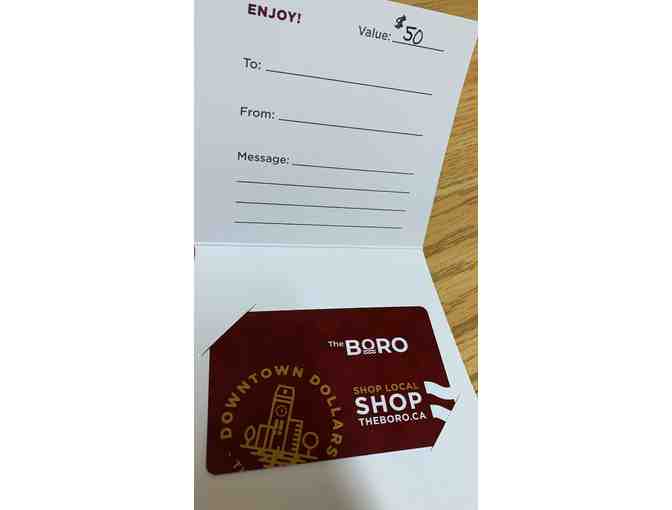 ENJOY!
Value: $50
To:
From:
Message:
The BORO
DOWNTOWN DOLLARS
SHOP LOCAL
SHOP
THEBORO.CA